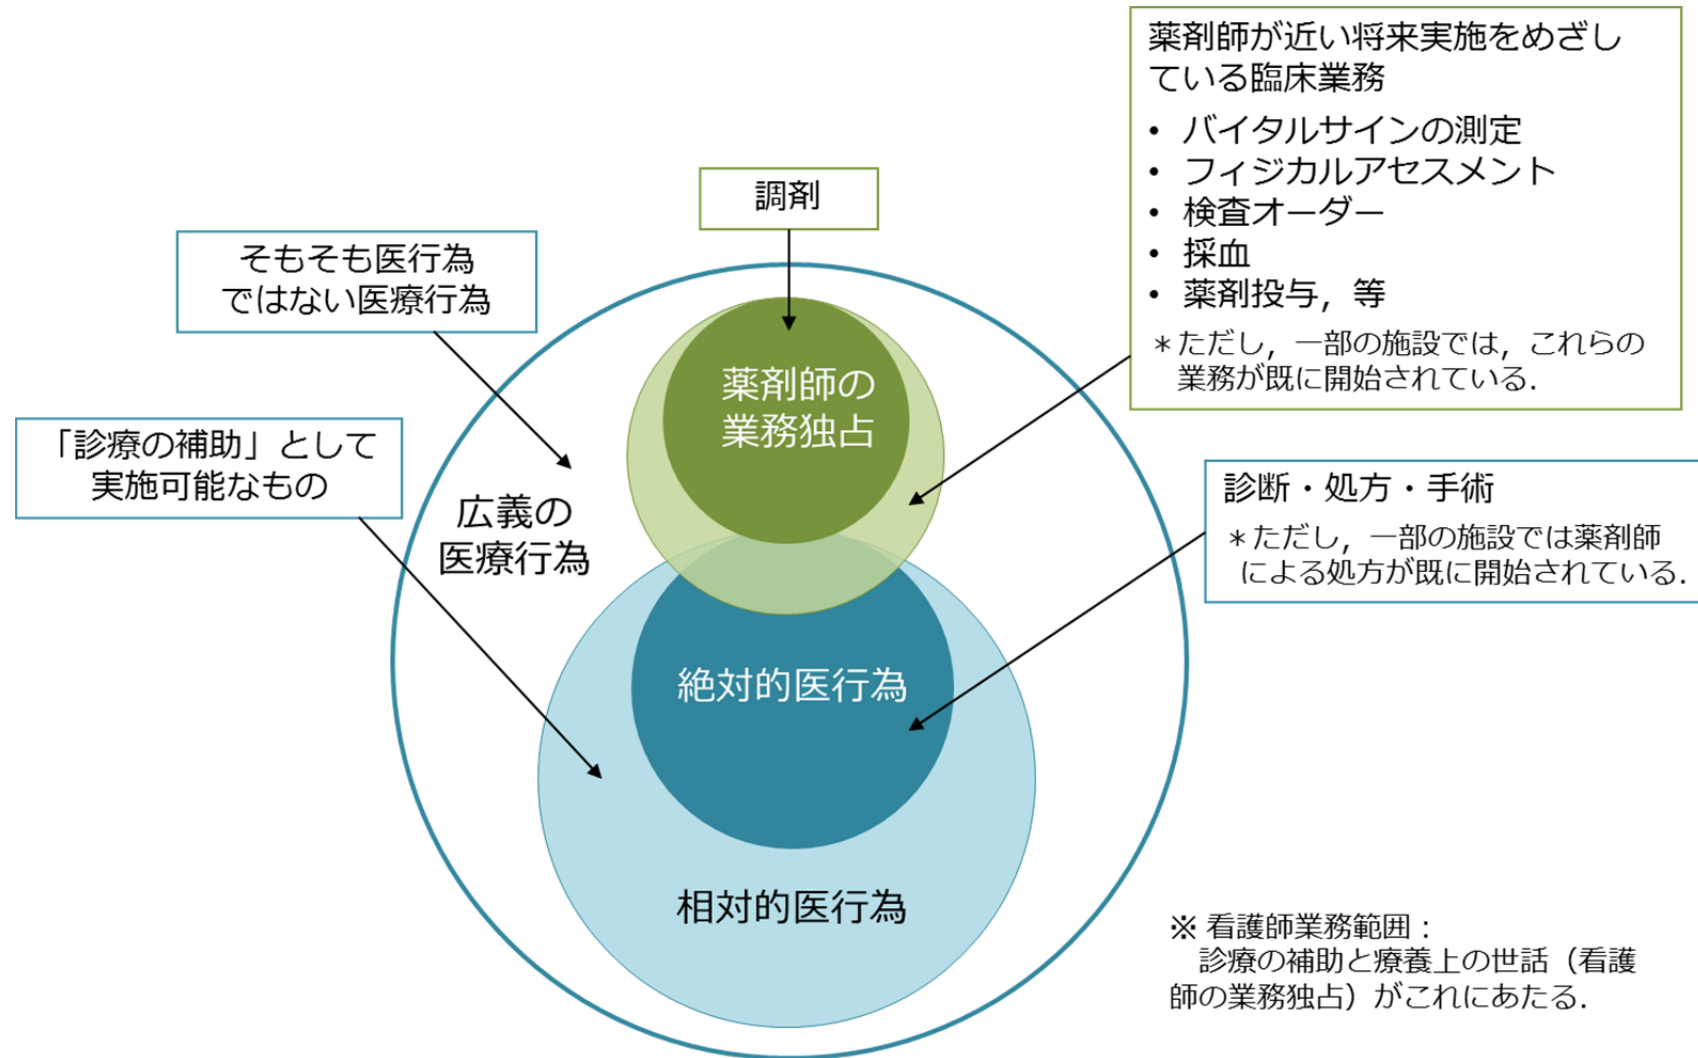 薬剤師が近い将来実施をめざし
ている臨床業務
• バイタルサインの測定
• フィジカルアセスメント
• 検査オーダー
• 採血
• 薬剤投与，等
＊ただし，一部の施設では，これらの
業務が既に開始されている．
調剤
そもそも医行為
ではない医療行為
薬剤師の
業務独占
「診療の補助」として
実施可能なもの
診断・処方・手術
＊ただし，一部の施設では薬剤師
による処方が既に開始されている．
広義の
医療行為
絶対的医行為
相対的医行為
※ 看護師業務範囲：
診療の補助と療養上の世話（看護
師の業務独占）がこれにあたる．